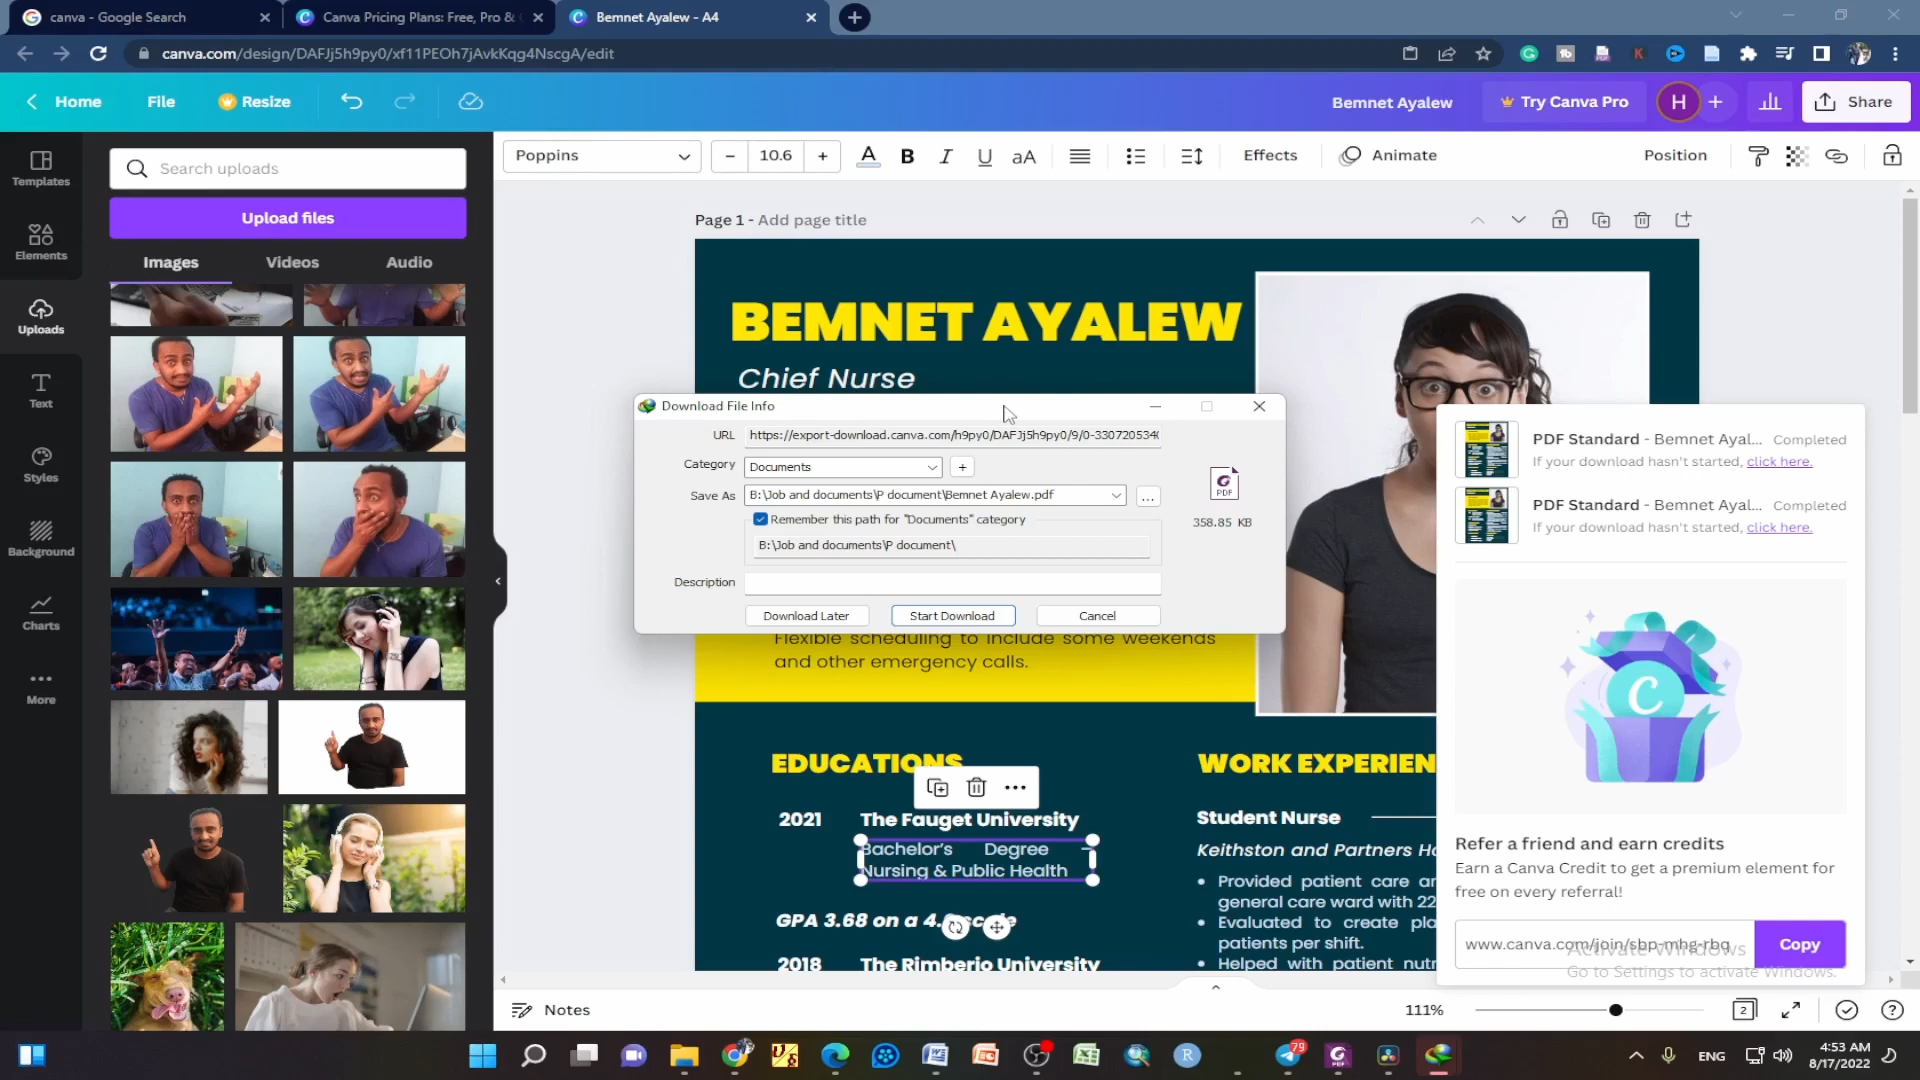 canva - Google Search
Canva Pricing Plans: Free, Pro &
Bemnet Ayalew - A4
canva.com/design/DAFJj5h9py0/xf11PEOh7jAvkKqg4NscgA/edit
Home
File
Resize
Bemnet Ayalew
Try Canva Pro
H
Share
Templates
Elements
Uploads
Text
Styles
Background
Charts
More
Search uploads
Upload files
Images
Videos
Audio
Poppins
10.6
A
B
I
U
aA
Effects
Animate
Position
Page 1 - Add page title
BEMNET AYALEW
Chief Nurse
Download File Info
URL
https://export-download.canva.com/h9py0/DAFJj5h9py0/9/0-330720534
Category
Documents
Save As
B:\Job and documents\P document\Bemnet Ayalew.pdf
Remember this path for "Documents" category
B:\Job and documents\P document\
Description
PDF
358.85 KB
Download Later
Start Download
Cancel
Flexible scheduling to include some weekends
and other emergency calls.
EDUCATIONS
2021
The Fauget University
Bachelor's Degree -
Nursing & Public Health
GPA 3.68 on a 4.
2018
The Rimberio University
WORK EXPERIEN
Student Nurse
Keithston and Partners Ho
Provided patient care an
general care ward with 22
Evaluated to create pla
patients per shift.
Helped with patient nutr
PDF Standard - Bemnet Ayal... Completed
If your download hasn't started, click here.
PDF Standard - Bemnet Ayal... Completed
If your download hasn't started, click here.
Refer a friend and earn credits
Earn a Canva Credit to get a premium element for
free on every referral!
www.canva.com/join/sbp-mhg-rbq
Copy
Activate Windows
Go to Settings to activate Windows.
Notes
111%
2
79
ENG
4:53 AM
8/17/2022